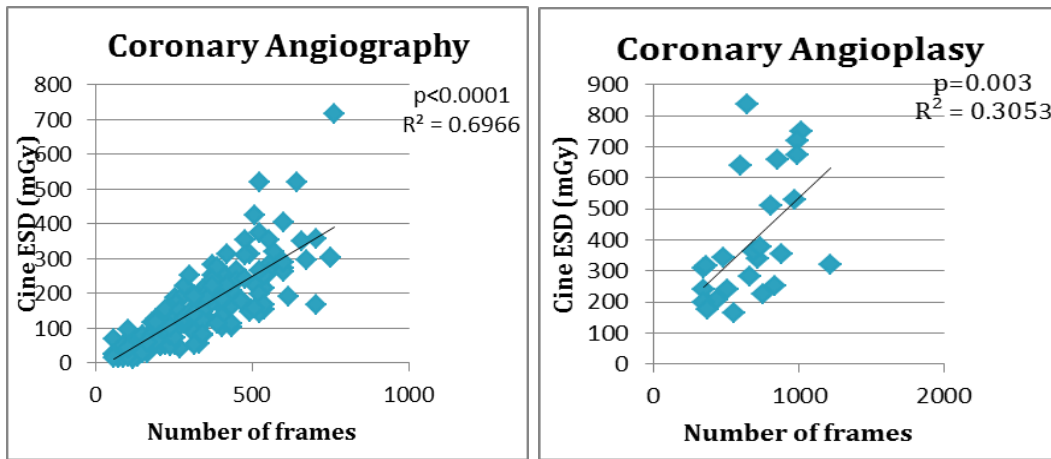 Coronary Angiography
p<0.0001
R² = 0.6966
Cine ESD (mGy)
800
700
600
500
400
300
200
100
0
0 500 1000
Number of frames
Coronary Angioplasy
p=0.003
R² = 0.3053
Cine ESD (mGy)
900
800
700
600
500
400
300
200
100
0
0 1000 2000
Number of frames